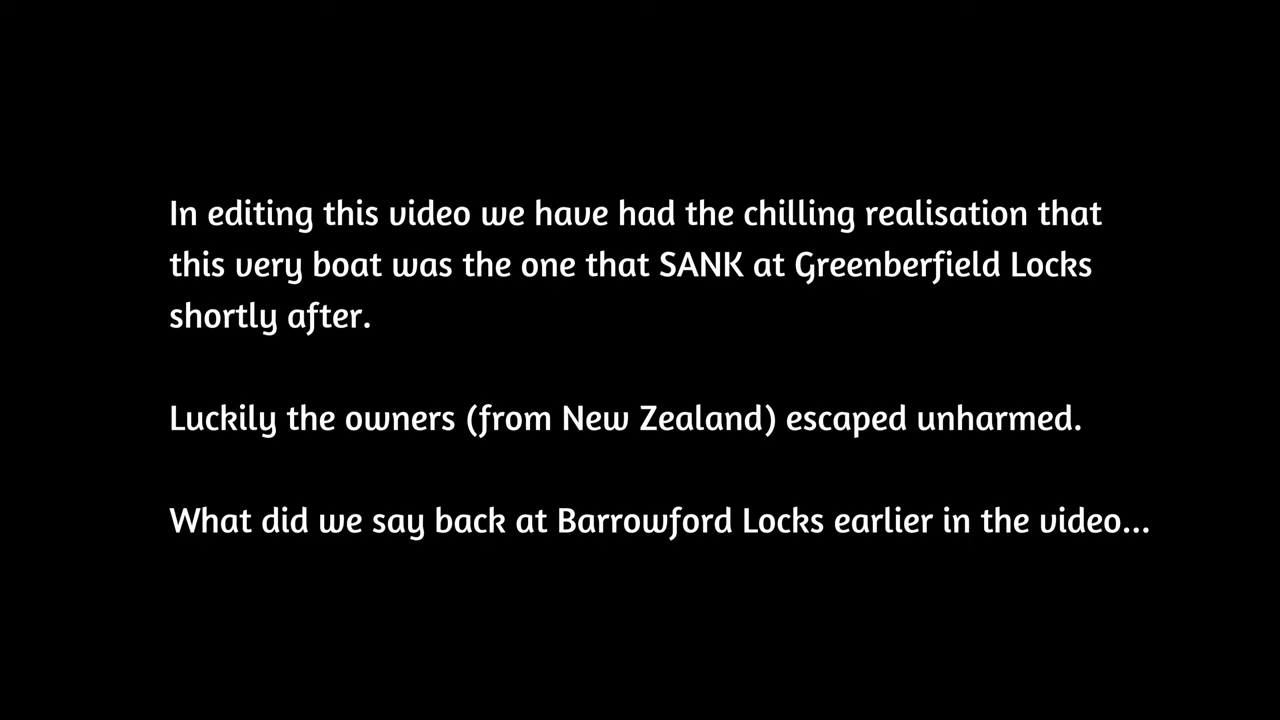 In editing this video we have had the chilling realisation that
this very boat was the one that SANK at Greenberfield Locks
shortly after.
Luckily the owners (from New Zealand) escaped unharmed.
What did we say back at Barrowford Locks earlier in the video...